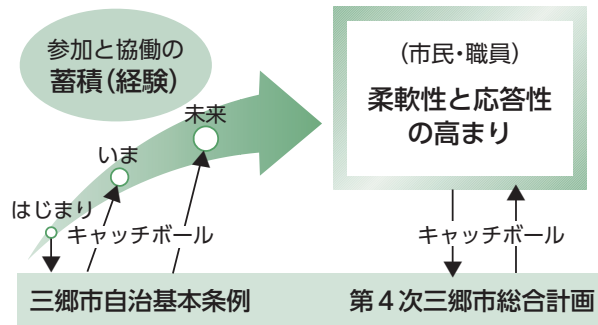 参加と協働の
蓄積(経験)
(市民・職員)
柔軟性と応答性
の高まり
未来
いま
はじまり
キャッチボール
キャッチボール
三郷市自治基本条例
第4次三郷市総合計画